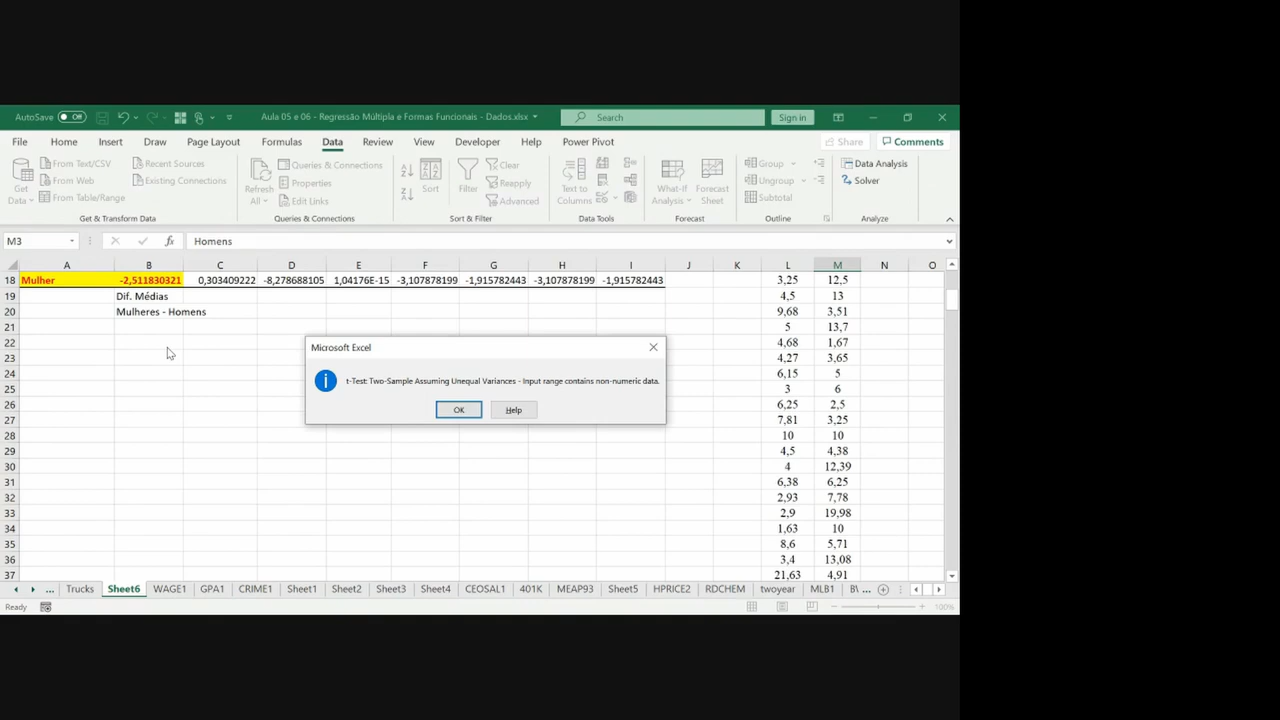 AutoSave Off
Aula 05 e 06 - Regressão Múltipla e Formas Funcionais - Dados.xlsx
Search
Sign in
File Home Insert Draw Page Layout Formulas Data Review View Developer Help Power Pivot Share Comments
Get Data
From Text/CSV
From Web
From Table/Range
Recent Sources
Existing Connections
Get & Transform Data
Refresh All
Queries & Connections
Properties
Edit Links
Queries & Connections
Sort
Filter
Clear
Reapply
Advanced
Sort & Filter
Text to Columns
Data Tools
What-If Analysis
Forecast Sheet
Forecast
Group
Ungroup
Subtotal
Outline
Data Analysis
Solver
Analyze
M3 fx Homens
A B C D E F G H I J K L M N O
18 Mulher -2,511830321 0,303409222 -8,278688105 1,04176E-15 -3,107878199 -1,915782443 -3,107878199 -1,915782443 3,25 12,5
19 Dif. Médias 4,5 13
20 Mulheres - Homens 9,68 3,51
21 5 13,7
22 4,68 1,67
23 4,27 3,65
24 6,15 5
25 3 6
26 6,25 2,5
27 7,81 3,25
28 10 10
29 4,5 4,38
30 4 12,39
31 6,38 6,25
32 2,93 7,78
33 2,9 19,98
34 1,63 10
35 8,6 5,71
36 3,4 13,08
37 21,63 4,91
Microsoft Excel
t-Test: Two-Sample Assuming Unequal Variances - Input range contains non-numeric data.
OK Help
... Trucks Sheet6 WAGE1 GPA1 CRIME1 Sheet1 Sheet2 Sheet3 Sheet4 CEOSAL1 401K MEAP93 Sheet5 HPRICE2 RDCHEM twoyear MLB1 B\ ...
Ready 100%